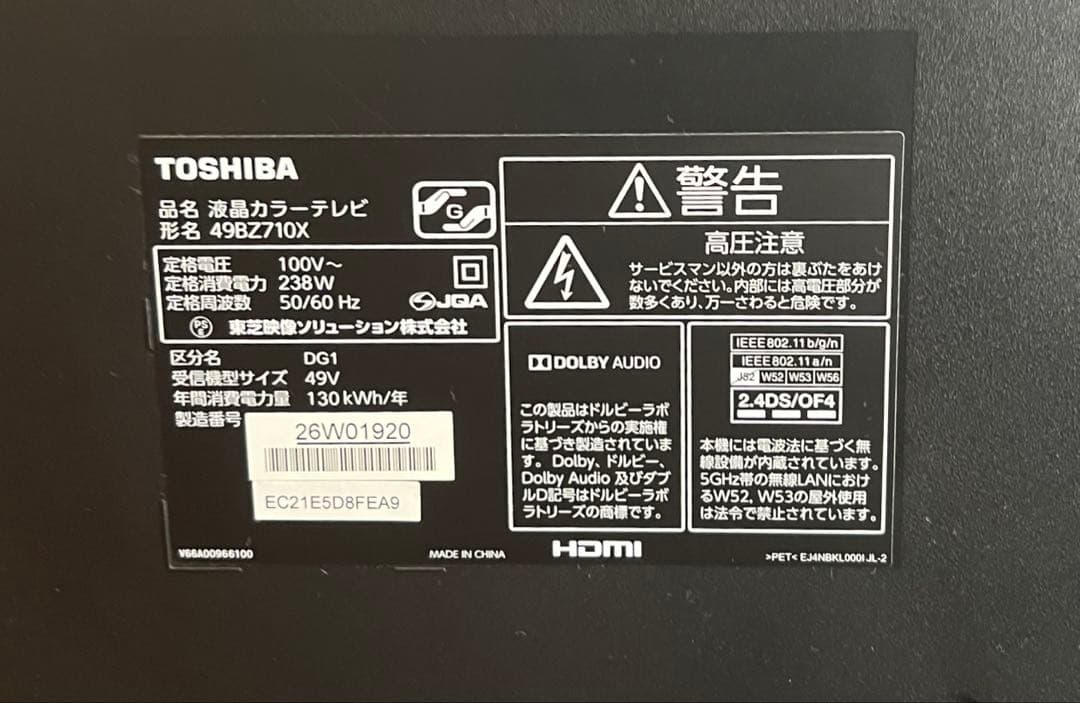 TOSHIBA
品名 液晶カラーテレビ
形名 49BZ710X
G
定格電圧 100V～
定格消費電力 238W
定格周波数 50/60 Hz
JQA
PS
E
東芝映像ソリューション株式会社
区分名 DG1
受信機型サイズ 49V
年間消費電力量 130kWh/年
製造番号
26W01920
EC21E5D8FEA9
V66A00966100
MADE IN CHINA
警告
高圧注意
サービスマン以外の方は裏ぶたをあけ
ないでください。内部には高電圧部分が
数多くあり、万一さわると危険です。
DOLBY AUDIO
この製品はドルビーラボ
ラトリーズからの実施権
に基づき製造されていま
す。Dolby、ドルビー、
Dolby Audio 及びダブ
ルD記号はドルビーラボ
ラトリーズの商標です。
IEEE802.11b/g/n
IEEE802.11a/n
J52 W52 W53 W56
2.4DS/OF4
本機には電波法に基づく無
線設備が内蔵されています。
5GHz帯の無線LANにおけ
るW52, W53の屋外使用
は法令で禁止されています。
HDMI
>PET< EJ4NBKL000I JL-2